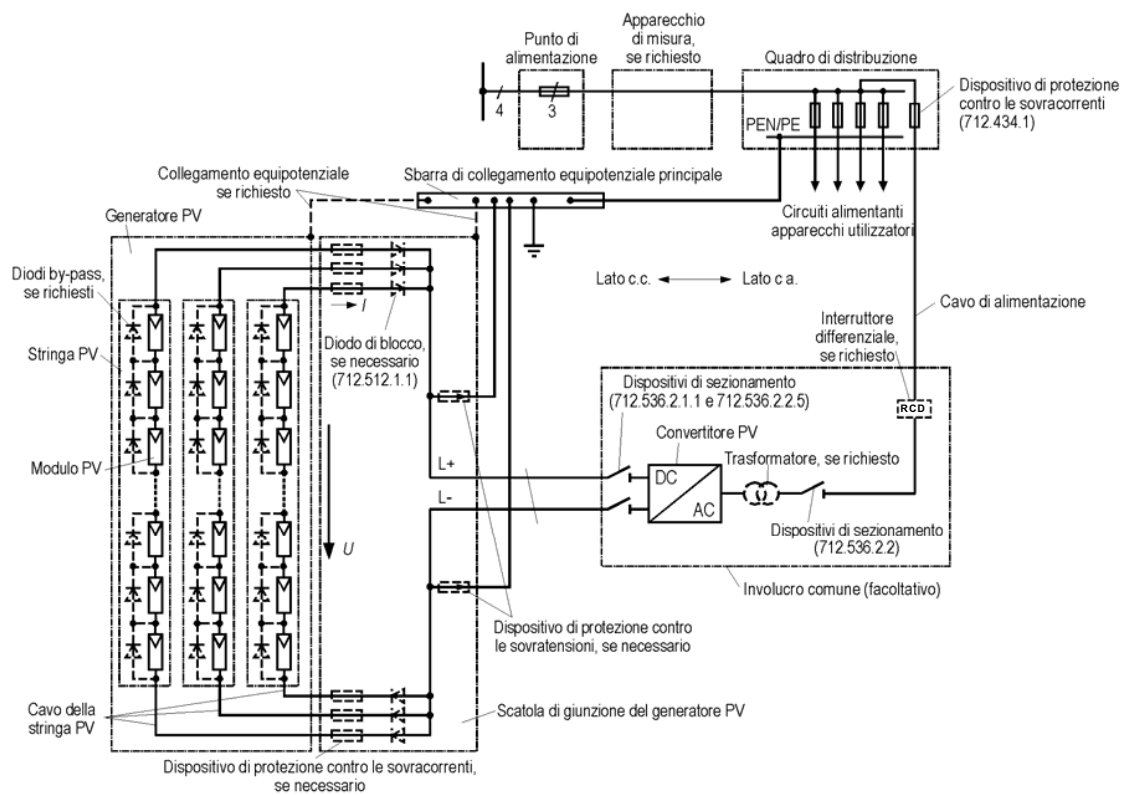 Apparecchio
di misura,
se richiesto
Punto di
alimentazione
Quadro di distribuzione
Dispositivo di protezione
contro le sovracorrenti
(712.434.1)
4
3
PEN/PE
Collegamento equipotenziale
se richiesto
Sbarra di collegamento equipotenziale principale
Generatore PV
Circuiti alimentanti
apparecchi utilizzatori
Diodi by-pass,
se richiesti
Lato c.c.
Lato c a.
I
Cavo di alimentazione
Interruttore
differenziale,
se richiesto
Diodo di blocco,
se necessario
(712.512.1.1)
Stringa PV
Dispositivi di sezionamento
(712.536.2.1.1 e 712.536.2.2.5)
RCD
Convertitore PV
Trasformatore, se richiesto
Modulo PV
L+
DC
L-
AC
Dispositivi di sezionamento
(712.536.2.2)
U
Involucro comune (facoltativo)
Dispositivo di protezione contro
le sovratensioni, se necessario
Cavo della
stringa PV
Scatola di giunzione del generatore PV
Dispositivo di protezione contro le sovracorrenti,
se necessario